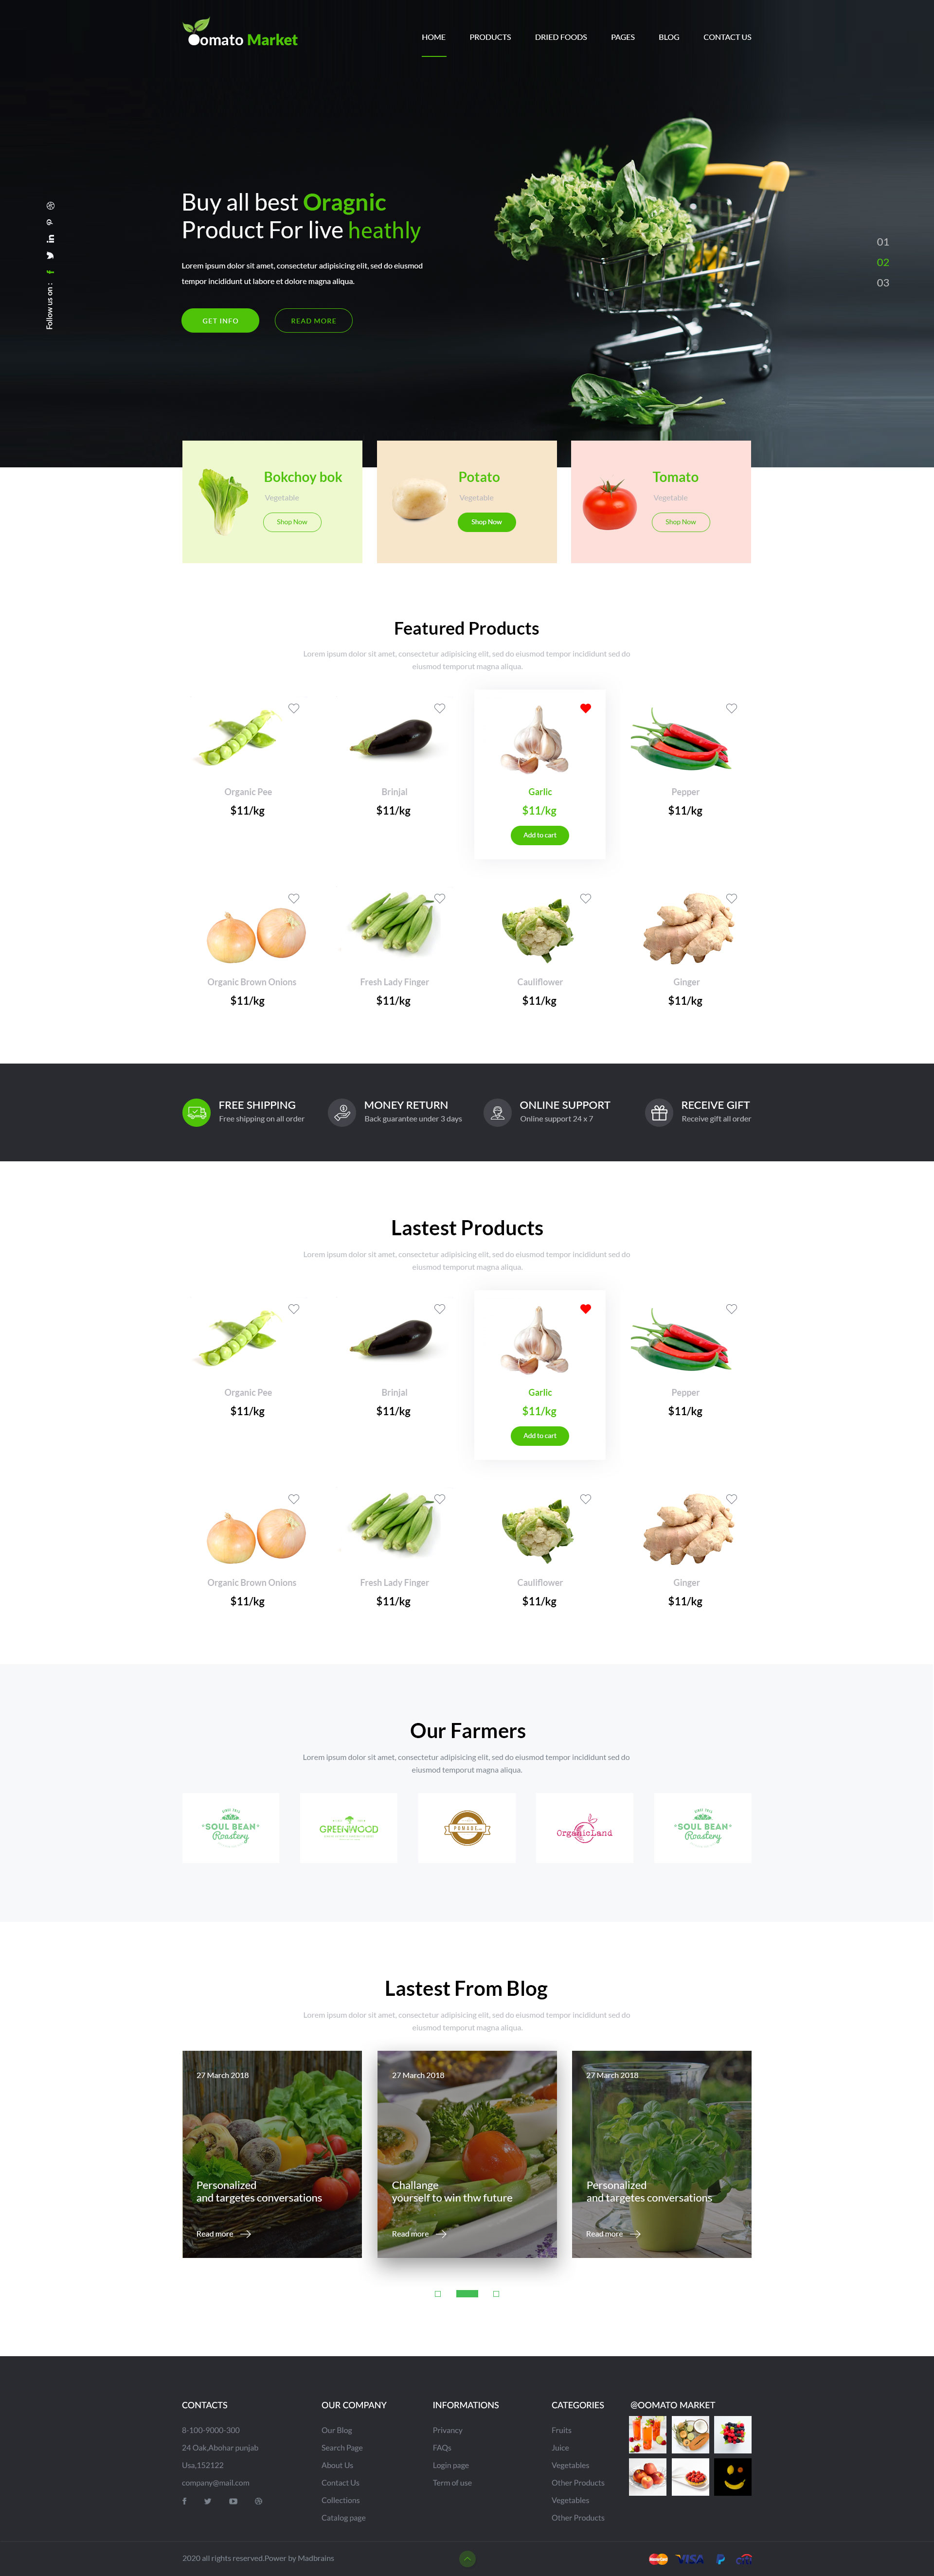 Oomato Market
HOME PRODUCTS DRIED FOODS PAGES BLOG CONTACT US
Buy all best Oragnic
Product For live heathly
Lorem ipsum dolor sit amet, consectetur adipisicing elit, sed do eiusmod
tempor incididunt ut labore et dolore magna aliqua.
GET INFO READ MORE
Follow us on :
01
02
03
Bokchoy bok
Vegetable
Shop Now
Potato
Vegetable
Shop Now
Tomato
Vegetable
Shop Now
Featured Products
Lorem ipsum dolor sit amet, consectetur adipisicing elit, sed do eiusmod tempor incididunt sed do
eiusmod temporut magna aliqua.
Organic Pee
$11/kg
Brinjal
$11/kg
Garlic
$11/kg
Add to cart
Pepper
$11/kg
Organic Brown Onions
$11/kg
Fresh Lady Finger
$11/kg
Cauliflower
$11/kg
Ginger
$11/kg
FREE SHIPPING
Free shipping on all order
MONEY RETURN
Back guarantee under 3 days
ONLINE SUPPORT
Online support 24 x 7
RECEIVE GIFT
Receive gift all order
Lastest Products
Lorem ipsum dolor sit amet, consectetur adipisicing elit, sed do eiusmod tempor incididunt sed do
eiusmod temporut magna aliqua.
Organic Pee
$11/kg
Brinjal
$11/kg
Garlic
$11/kg
Add to cart
Pepper
$11/kg
Organic Brown Onions
$11/kg
Fresh Lady Finger
$11/kg
Cauliflower
$11/kg
Ginger
$11/kg
Our Farmers
Lorem ipsum dolor sit amet, consectetur adipisicing elit, sed do eiusmod tempor incididunt sed do
eiusmod temporut magna aliqua.
SOUL BEAN
Roastery
GREENWOOD
OrganicLand
SOUL BEAN
Roastery
Lastest From Blog
Lorem ipsum dolor sit amet, consectetur adipisicing elit, sed do eiusmod tempor incididunt sed do
eiusmod temporut magna aliqua.
27 March 2018
Personalized
and targetes conversations
Read more
27 March 2018
Challange
yourself to win thw future
Read more
27 March 2018
Personalized
and targetes conversations
Read more
CONTACTS
8-100-9000-300
24 Oak,Abohar punjab
Usa,152122
company@mail.com
OUR COMPANY
Our Blog
Search Page
About Us
Contact Us
Collections
Catalog page
INFORMATIONS
Privancy
FAQs
Login page
Term of use
CATEGORIES
Fruits
Juice
Vegetables
Other Products
Vegetables
Other Products
@OOMATO MARKET
2020 all rights reserved.Power by Madbrains
MasterCard
VISA